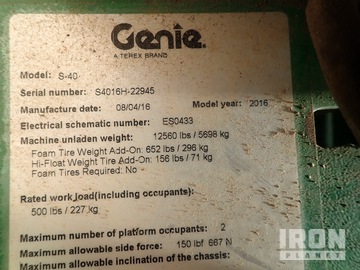 Genie.
A TEREX BRAND
Model: S-40
Serial number: S4016H-22945
Manufacture date: 08/04/16 Model year: 2016
Electrical schematic number: ES0433
Machine unladen weight: 12560 lbs / 5698 kg
Foam Tire Weight Add-On: 652 lbs / 296 kg
Hi-Float Weight Add-On: 156 lbs / 71 kg
Foam Tires Required: No
Rated work load(including occupants):
500 lbs / 227 kg
Maximum number of platform occupants: 2
Maximum allowable side force: 150 lbf 667 N
Maximum allowable inclination of the chassis:
IRON
PLANET